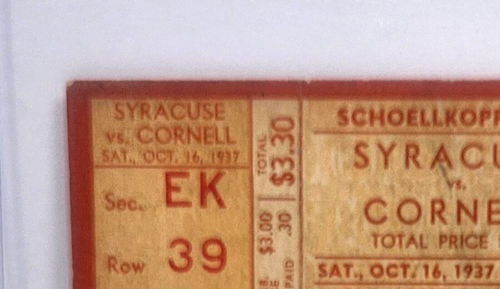 SYRACUSE
vs. CORNELL
SAT., OCT. 16, 1937
Sec. EK
Row 39
TOTAL $3.30
$3.00 .30
PAID
SCHOELLKOPF
SYRACU
vs.
CORNE
TOTAL PRICE
SAT., OCT. 16, 1937